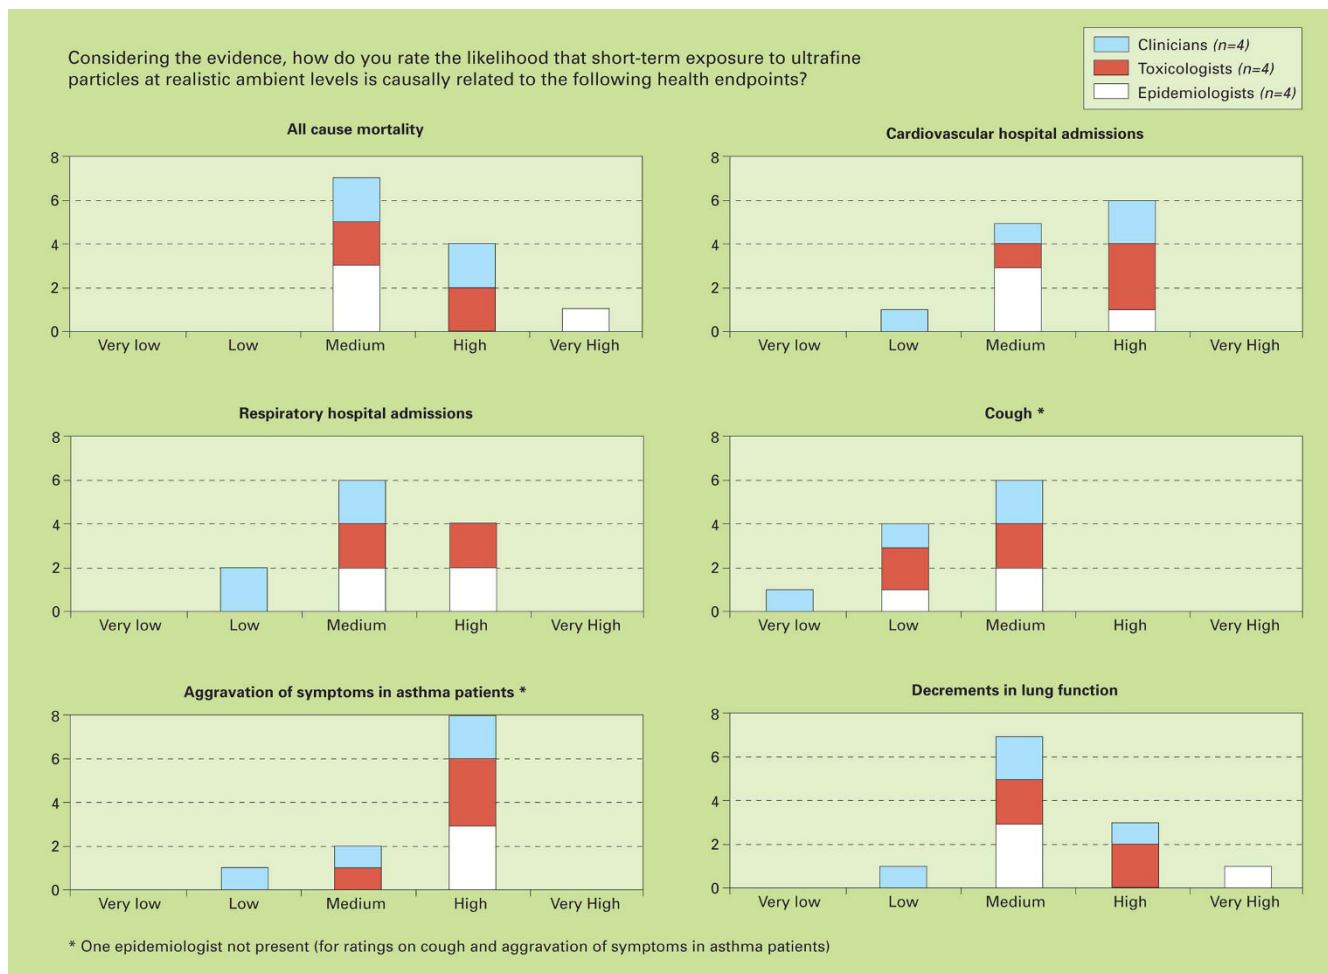 Considering the evidence, how do you rate the likelihood that short-term exposure to ultrafine
particles at realistic ambient levels is causally related to the following health endpoints?
Clinicians (n=4)
Toxicologists (n=4)
Epidemiologists (n=4)
All cause mortality
8
6
4
2
0
Very low Low Medium High Very High
Cardiovascular hospital admissions
8
6
4
2
0
Very low Low Medium High Very High
Respiratory hospital admissions
8
6
4
2
0
Very low Low Medium High Very High
Cough *
8
6
4
2
0
Very low Low Medium High Very High
Aggravation of symptoms in asthma patients *
8
6
4
2
0
Very low Low Medium High Very High
Decrements in lung function
8
6
4
2
0
Very low Low Medium High Very High
* One epidemiologist not present (for ratings on cough and aggravation of symptoms in asthma patients)